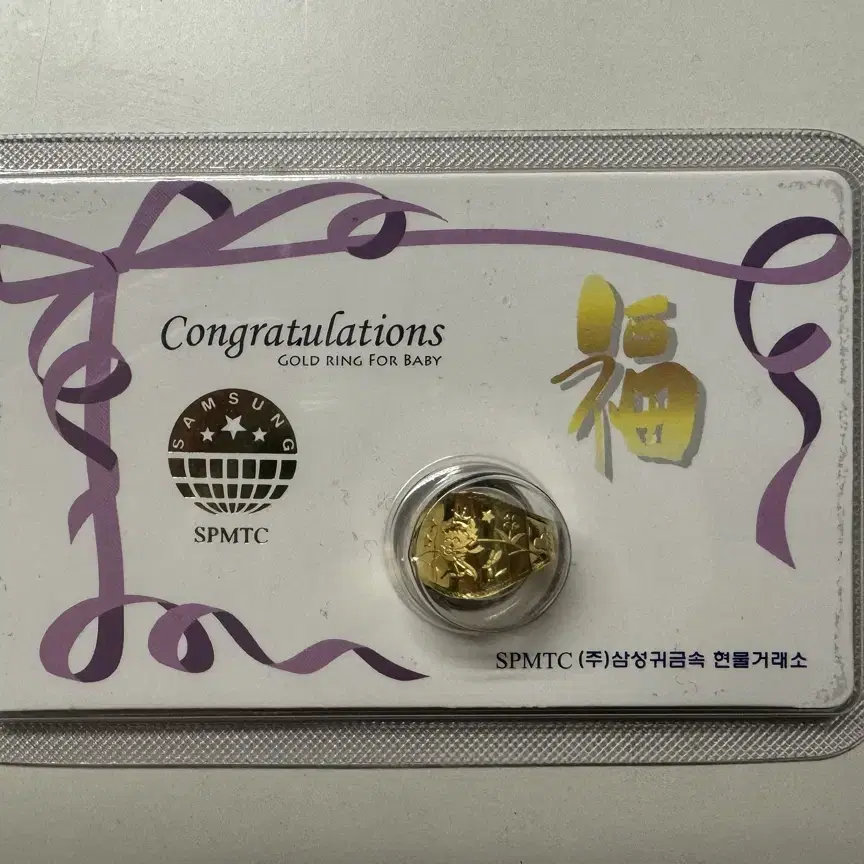 Congratulations
GOLD RING FOR BABY
福
SAMSUNG
SPMTC
SPMTC (주)삼성귀금속 현물거래소